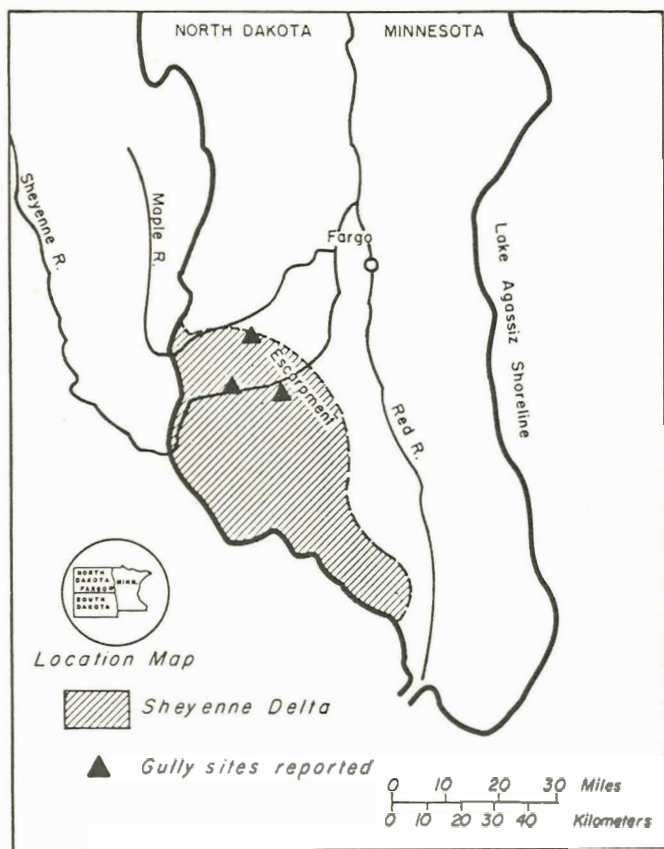 NORTH DAKOTA
MINNESOTA
Sheyenne R.
Maple R.
Fargo
Lake Agassiz Shoreline
Escarpment
Red R.
NORTH
DAKOTA
MINN.
FARGO
SOUTH
DAKOTA
Location Map
Sheyenne Delta
Gully sites reported
0 10 20 30 Miles
0 10 20 30 40 Kilometers